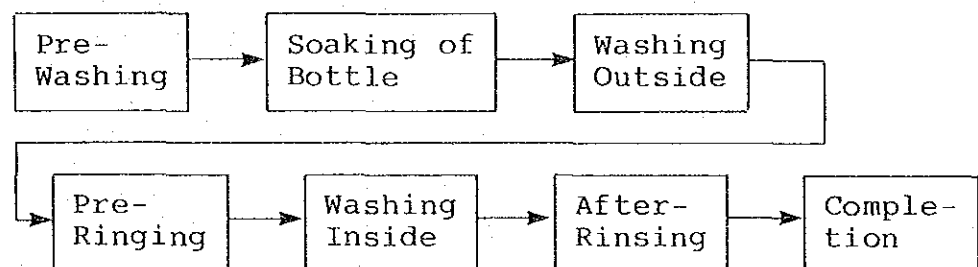 Pre-
Washing
Soaking of
Bottle
Washing
Outside
Pre-
Ringing
Washing
Inside
After-
Rinsing
Comple-
tion